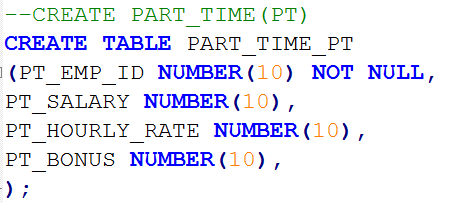 --CREATE PART_TIME(PT)
CREATE TABLE PART_TIME_PT
(PT_EMP_ID NUMBER(10) NOT NULL,
PT_SALARY NUMBER(10),
PT_HOURLY_RATE NUMBER(10),
PT_BONUS NUMBER(10),
);